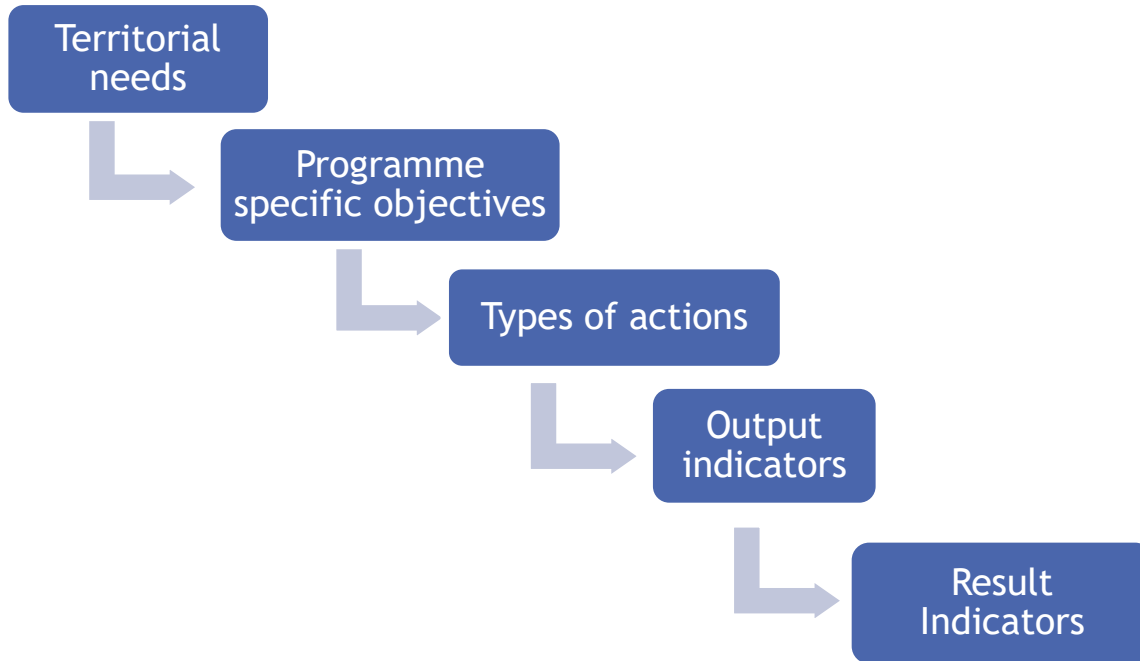 Territorial
needs
Programme
specific objectives
Types of actions
Output
indicators
Result
Indicators